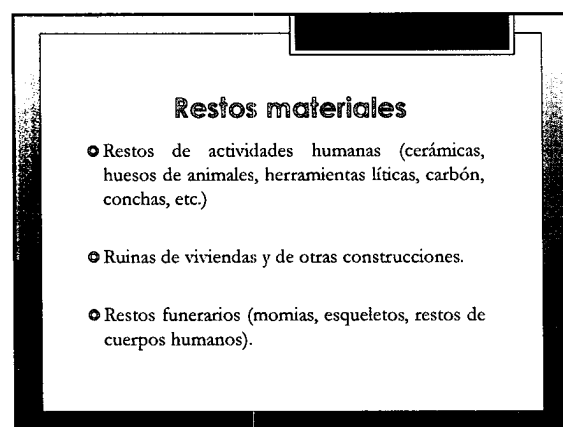 Restos materiales
Restos de actividades humanas (cerámicas,
huesos de animales, herramientas líticas, carbón,
conchas, etc.)
Ruinas de viviendas y de otras construcciones.
Restos funerarios (momias, esqueletos, restos de
cuerpos humanos).